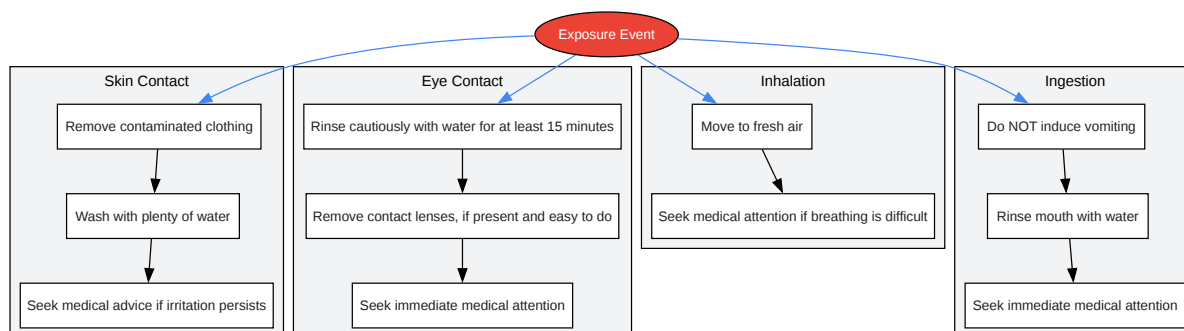 Exposure Event
Skin Contact
Remove contaminated clothing
Wash with plenty of water
Seek medical advice if irritation persists
Eye Contact
Rinse cautiously with water for at least 15 minutes
Remove contact lenses, if present and easy to do
Seek immediate medical attention
Inhalation
Move to fresh air
Seek medical attention if breathing is difficult
Ingestion
Do NOT induce vomiting
Rinse mouth with water
Seek immediate medical attention